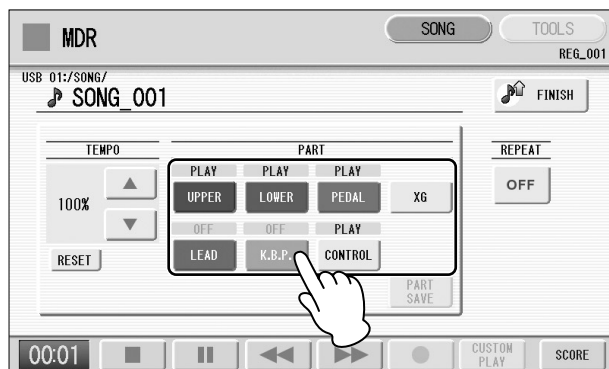 MDR
SONG
TOOLS
REG_001
USB 01:/SONG/
SONG_001
FINISH
TEMPO
PART
REPEAT
PLAY PLAY PLAY
100%
UPPER LOWER PEDAL XG
OFF
OFF OFF PLAY
RESET
LEAD K.B.P. CONTROL
PART
SAVE
00:01
CUSTOM
PLAY
SCORE